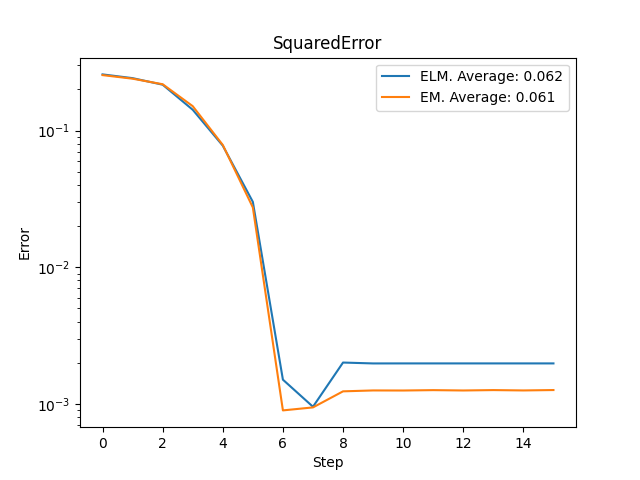 SquaredError
ELM. Average: 0.062
EM. Average: 0.061
Error
10⁻¹
10⁻²
10⁻³
0 2 4 6 8 10 12 14
Step